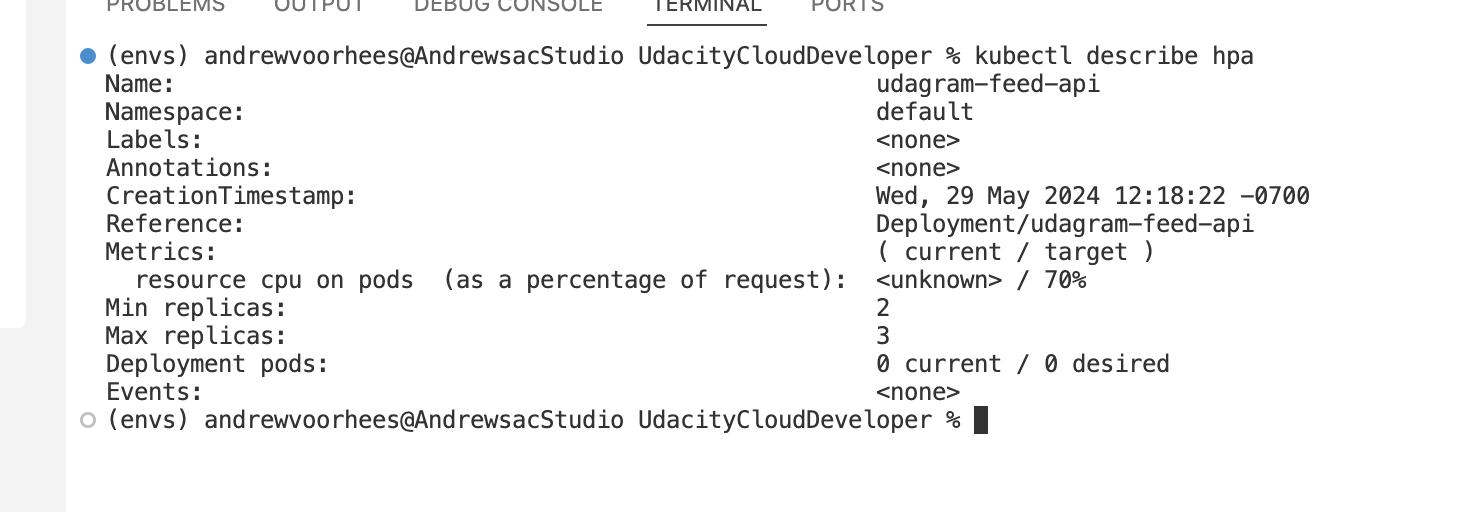 PROBLEMS OUTPUT DEBUG CONSOLE TERMINAL PORTS
(envs) andrewvoorhees@AndrewsacStudio UdacityCloudDeveloper % kubectl describe hpa
Name: udagram-feed-api
Namespace: default
Labels: <none>
Annotations: <none>
CreationTimestamp: Wed, 29 May 2024 12:18:22 -0700
Reference: Deployment/udagram-feed-api
Metrics: ( current / target )
  resource cpu on pods  (as a percentage of request): <unknown> / 70%
Min replicas: 2
Max replicas: 3
Deployment pods: 0 current / 0 desired
Events: <none>
(envs) andrewvoorhees@AndrewsacStudio UdacityCloudDeveloper %